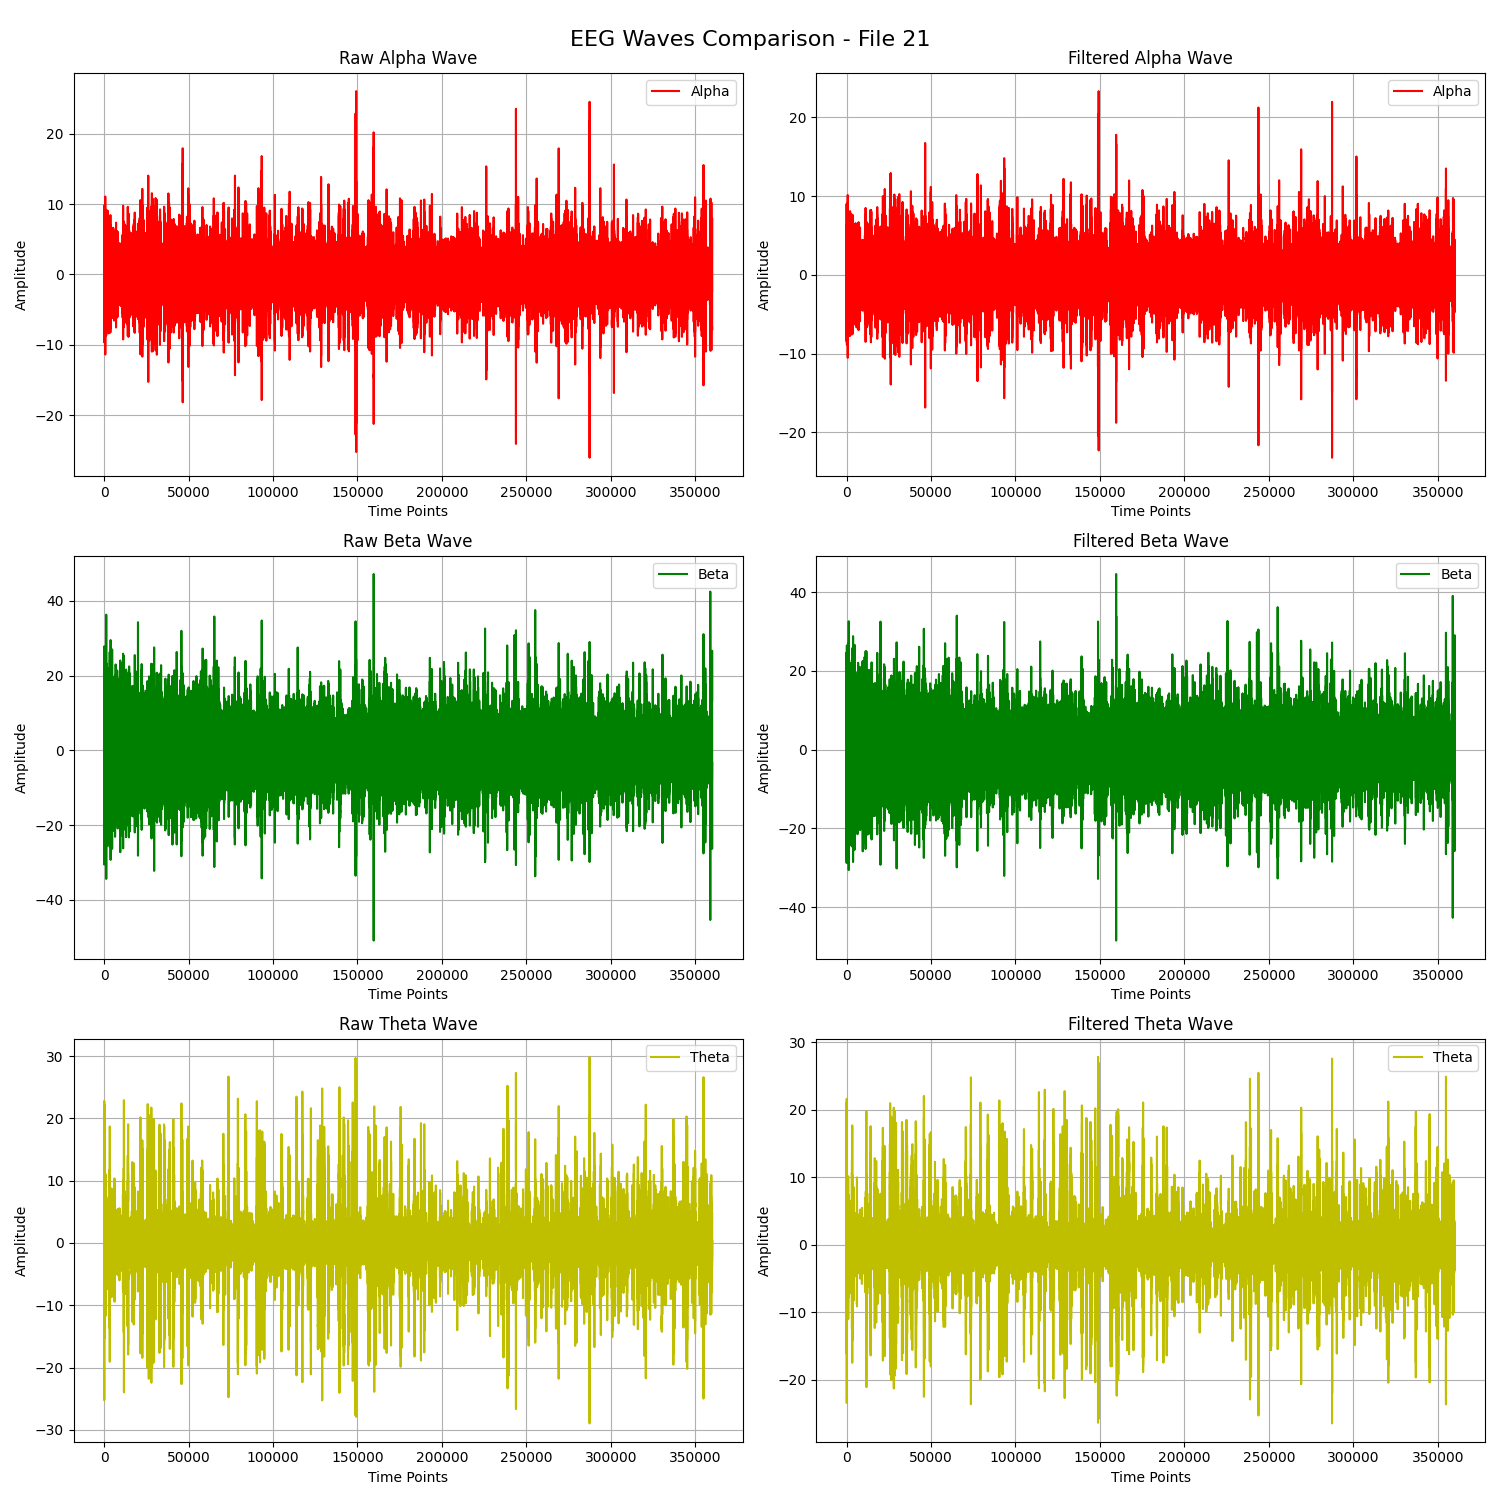 EEG Waves Comparison - File 21
Raw Alpha Wave
Amplitude
20
10
0
−10
−20
Alpha
0 50000 100000 150000 200000 250000 300000 350000
Time Points
Filtered Alpha Wave
Amplitude
20
10
0
−10
−20
Alpha
0 50000 100000 150000 200000 250000 300000 350000
Time Points
Raw Beta Wave
Amplitude
40
20
0
−20
−40
Beta
0 50000 100000 150000 200000 250000 300000 350000
Time Points
Filtered Beta Wave
Amplitude
40
20
0
−20
−40
Beta
0 50000 100000 150000 200000 250000 300000 350000
Time Points
Raw Theta Wave
Amplitude
30
20
10
0
−10
−20
−30
Theta
0 50000 100000 150000 200000 250000 300000 350000
Time Points
Filtered Theta Wave
Amplitude
30
20
10
0
−10
−20
Theta
0 50000 100000 150000 200000 250000 300000 350000
Time Points